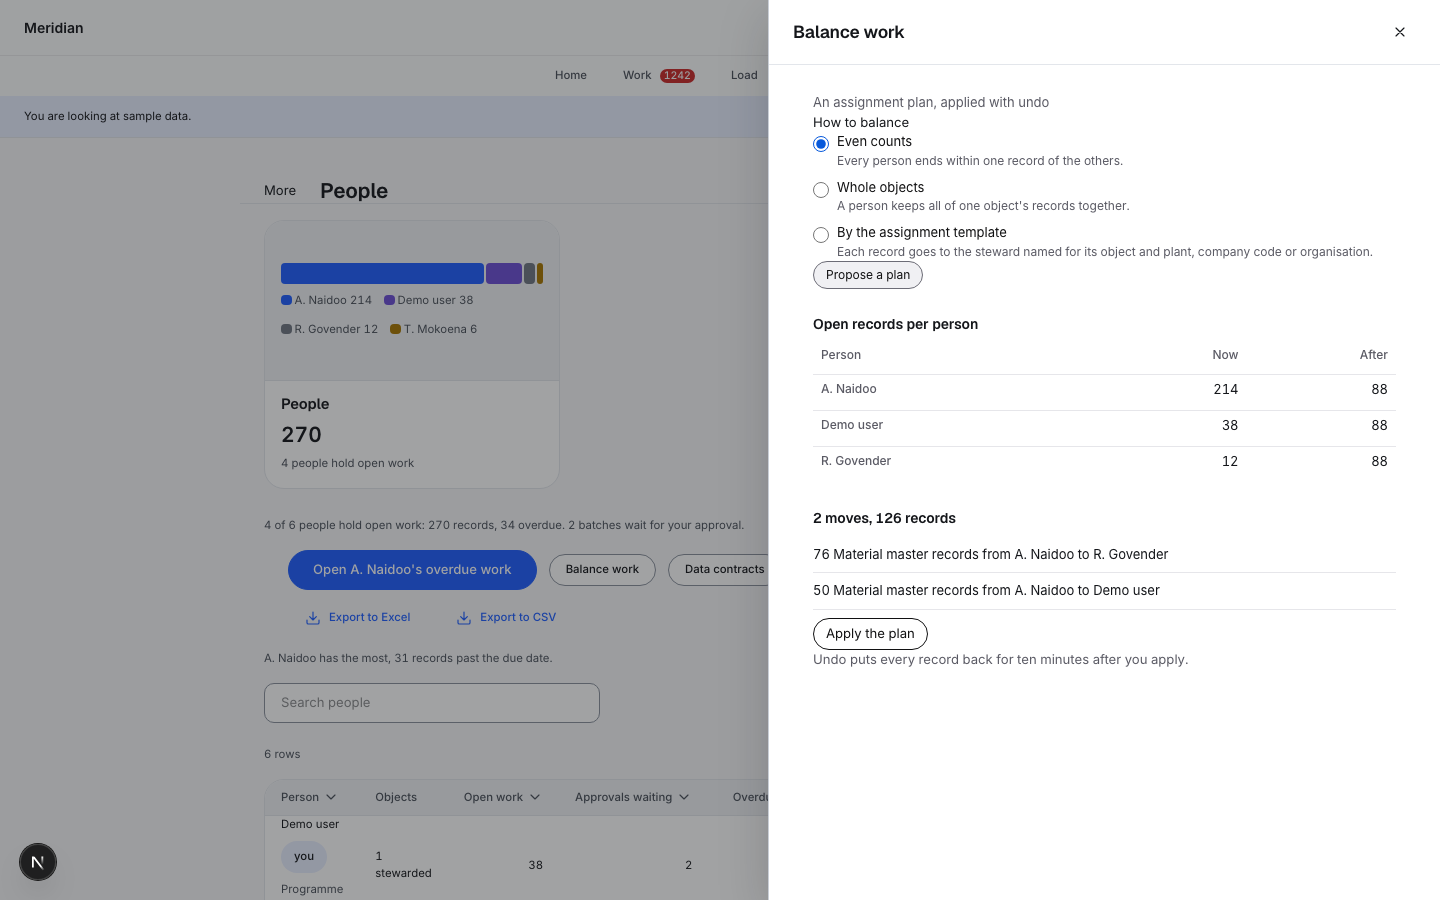 Meridian
Home Work 1242 Load
You are looking at sample data.
More People
A. Naidoo 214 Demo user 38
R. Govender 12 T. Mokoena 6
People
270
4 people hold open work
4 of 6 people hold open work: 270 records, 34 overdue. 2 batches wait for your approval.
Open A. Naidoo's overdue work Balance work Data contracts
Export to Excel Export to CSV
A. Naidoo has the most, 31 records past the due date.
Search people
6 rows
Person Objects Open work Approvals waiting Overdu
Demo user
you 1 stewarded 38 2
Programme
N
Balance work
An assignment plan, applied with undo
How to balance
Even counts
Every person ends within one record of the others.
Whole objects
A person keeps all of one object's records together.
By the assignment template
Each record goes to the steward named for its object and plant, company code or organisation.
Propose a plan
Open records per person
Person Now After
A. Naidoo 214 88
Demo user 38 88
R. Govender 12 88
2 moves, 126 records
76 Material master records from A. Naidoo to R. Govender
50 Material master records from A. Naidoo to Demo user
Apply the plan
Undo puts every record back for ten minutes after you apply.